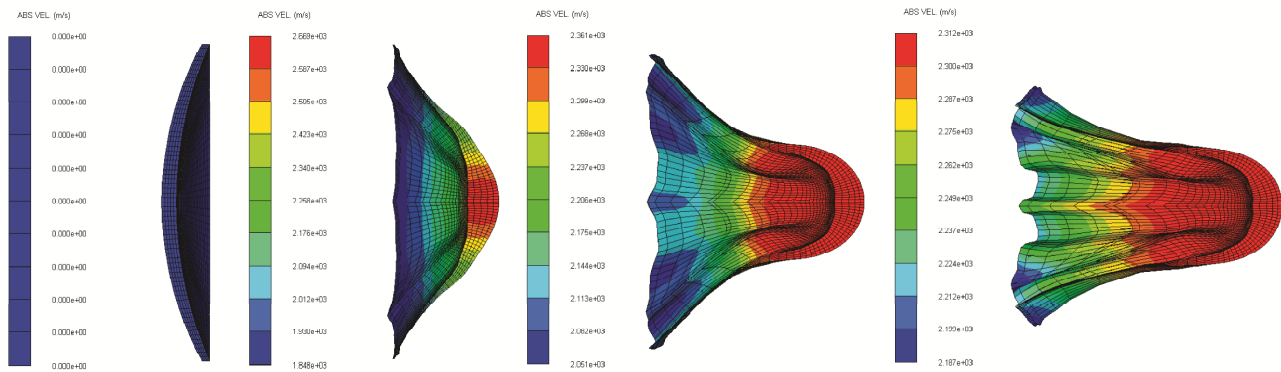 ABS VEL. (m/s)
0.000e+00
0.000e+00
0.000e+00
0.000e+00
0.000e+00
0.000e+00
0.000e+00
0.000e+00
0.000e+00
0.000e+00
0.000e+00
ABS VEL. (m/s)
2.669e+03
2.587e+03
2.505e+03
2.423e+03
2.340e+03
2.258e+03
2.176e+03
2.094e+03
2.012e+03
1.930e+03
1.848e+03
ABS VEL. (m/s)
2.361e+03
2.330e+03
2.299e+03
2.268e+03
2.237e+03
2.206e+03
2.175e+03
2.144e+03
2.113e+03
2.082e+03
2.051e+03
ABS VEL. (m/s)
2.312e+03
2.300e+03
2.287e+03
2.275e+03
2.262e+03
2.249e+03
2.237e+03
2.224e+03
2.212e+03
2.199e+03
2.187e+03